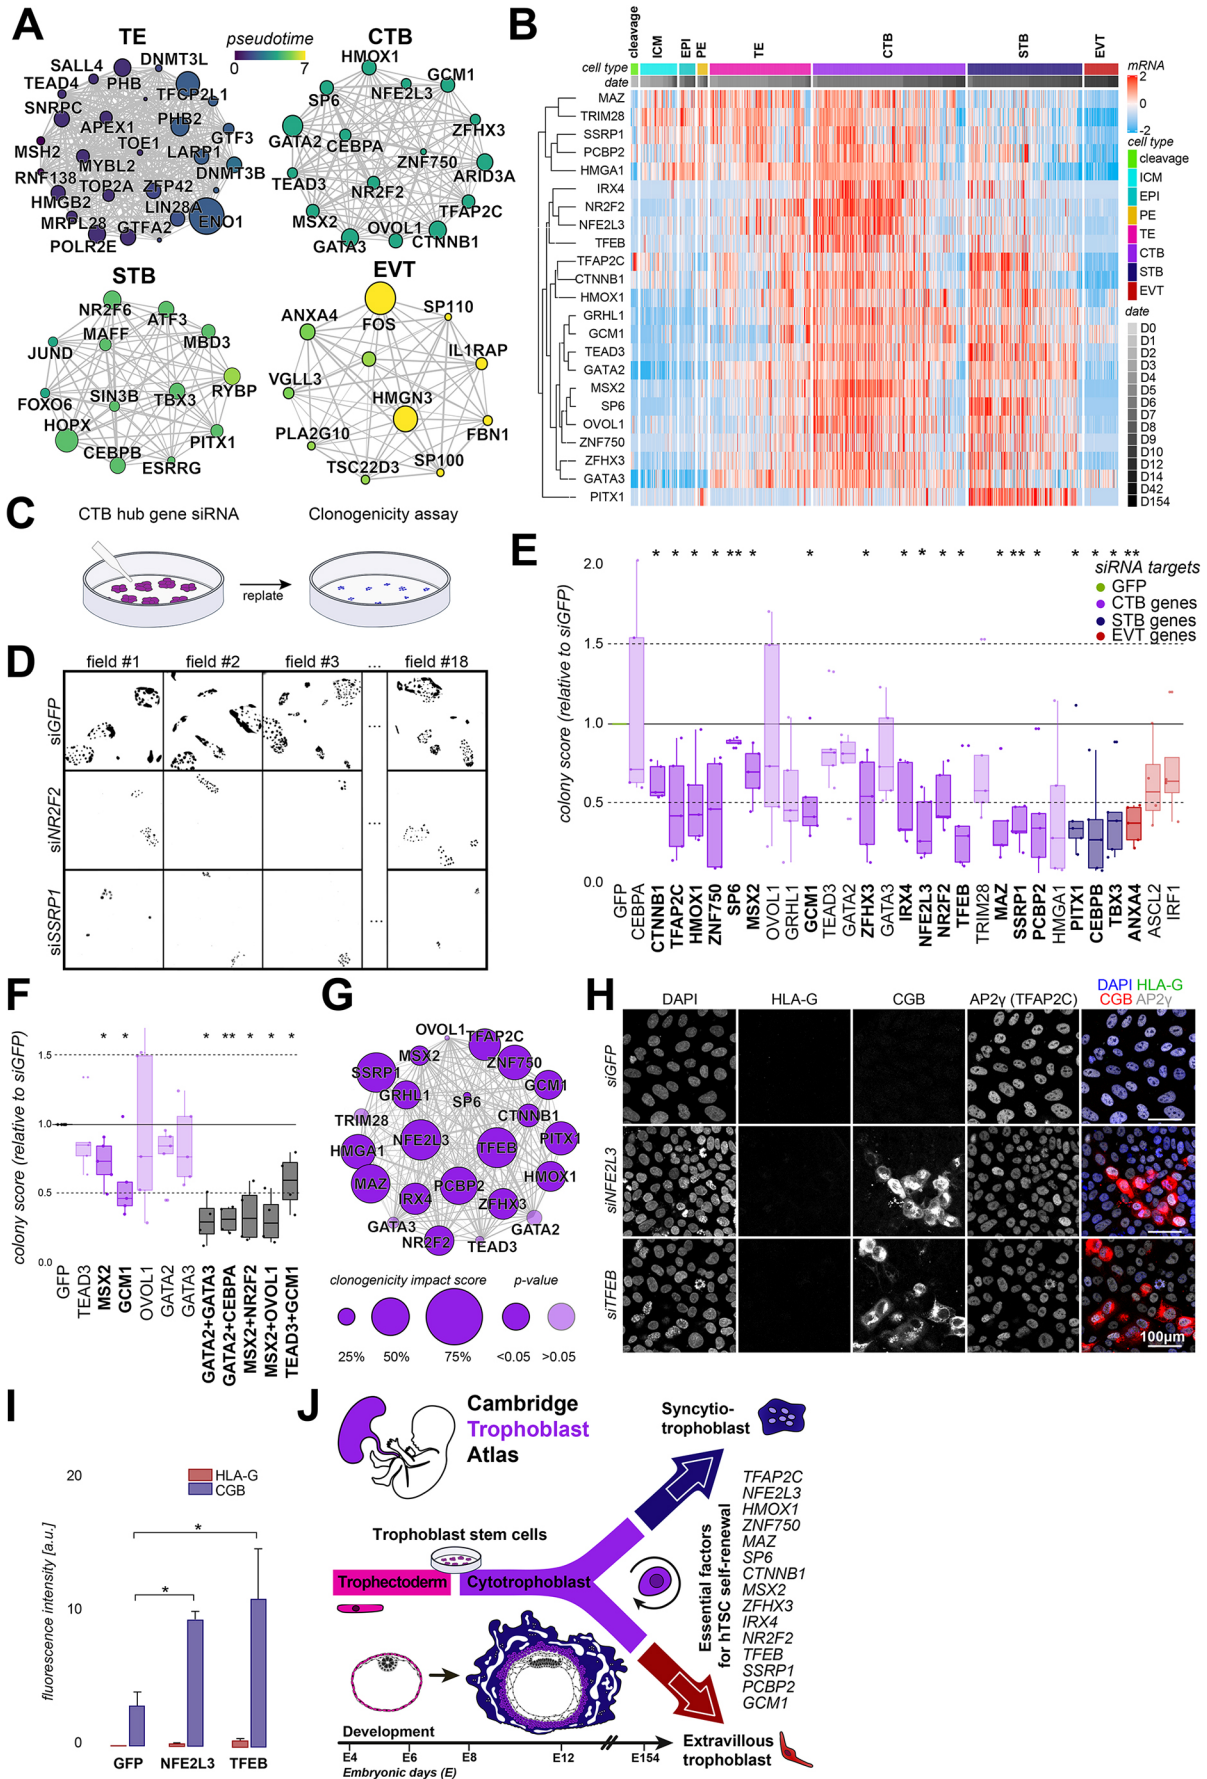 A
TE
pseudotime
0
7
SALL4
DNMT3L
TEAD4
PHB
TFCP2L1
SNRPC
APEX1
PHB2
GTF3
TOE1
MSH2
LARP1
MYBL2
DNMT3B
RNF138
TOP2A
ZFP42
HMGB2
LIN28A
ENO1
MRPL28
GTFA2
POLR2E
CTB
HMOX1
GCM1
NFE2L3
SP6
ZFHX3
GATA2
CEBPA
ZNF750
ARID3A
TEAD3
NR2F2
TFAP2C
MSX2
OVOL1
GATA3
CTNNB1
STB
NR2F6
ATF3
MAFF
MBD3
JUND
RYBP
SIN3B
TBX3
FOXO6
HOPX
PITX1
CEBPB
ESRRG
EVT
ANXA4
SP110
FOS
IL1RAP
VGLL3
HMGN3
PLA2G10
FBN1
SP100
TSC22D3
B
cleavage
ICM
EPI
PE
TE
CTB
STB
EVT
cell type
date
MAZ
TRIM28
SSRP1
PCBP2
HMGA1
IRX4
NR2F2
NFE2L3
TFEB
TFAP2C
CTNNB1
HMOX1
GRHL1
GCM1
TEAD3
GATA2
MSX2
SP6
OVOL1
ZNF750
ZFHX3
GATA3
PITX1
mRNA
2
0
-2
cell type
cleavage
ICM
EPI
PE
TE
CTB
STB
EVT
date
D0
D1
D2
D3
D4
D5
D6
D7
D8
D9
D10
D12
D14
D42
D154
C
CTB hub gene siRNA
Clonogenicity assay
replate
D
field #1
field #2
field #3
...
field #18
siGFP
...
siNR2F2
...
siSSRP1
...
E
colony score (relative to siGFP)
2.0
1.5
1.0
0.5
0.0
* * * * ** * * * * * * * * ** * * * * **
siRNA targets
GFP
CTB genes
STB genes
EVT genes
GFP
CEBPA
CTNNB1
TFAP2C
HMOX1
ZNF750
SP6
MSX2
OVOL1
GRHL1
GCM1
TEAD3
GATA2
ZFHX3
GATA3
IRX4
NFE2L3
NR2F2
TFEB
TRIM28
MAZ
SSRP1
PCBP2
HMGA1
PITX1
CEBPB
TBX3
ANXA4
ASCL2
IRF1
F
colony score (relative to siGFP)
1.5
1.0
0.5
0.0
* * * ** * * *
GFP
TEAD3
MSX2
GCM1
OVOL1
GATA2
GATA3
GATA2+GATA3
GATA2+CEBPA
MSX2+NR2F2
MSX2+OVOL1
TEAD3+GCM1
G
OVOL1
TFAP2C
MSX2
ZNF750
SSRP1
GCM1
GRHL1
SP6
CTNNB1
TRIM28
NFE2L3
TFEB
PITX1
HMGA1
HMOX1
MAZ
PCBP2
IRX4
ZFHX3
GATA3
GATA2
NR2F2
TEAD3
clonogenicity impact score
p-value
25%
50%
75%
<0.05
>0.05
H
DAPI
HLA-G
CGB
AP2γ (TFAP2C)
DAPI HLA-G
CGB AP2γ
siGFP
siNFE2L3
siTFEB
100μm
I
fluorescence intensity [a.u.]
20
10
0
HLA-G
CGB
*
*
GFP
NFE2L3
TFEB
J
Cambridge
Trophoblast
Atlas
Syncytio-
trophoblast
Trophoblast stem cells
Trophectoderm
Cytotrophoblast
Essential factors
for hTSC self-renewal
TFAP2C
NFE2L3
HMOX1
ZNF750
MAZ
SP6
CTNNB1
MSX2
ZFHX3
IRX4
NR2F2
TFEB
SSRP1
PCBP2
GCM1
Extravillous
trophoblast
Development
E4
E6
E8
E12
E154
Embryonic days (E)